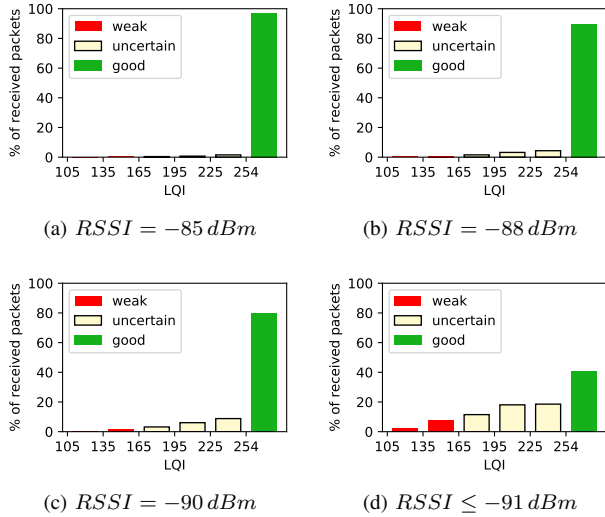 100
80
60
40
20
0
% of received packets
weak
uncertain
good
105 135 165 195 225 254
LQI
(a) RSSI = −85 dBm
100
80
60
40
20
0
% of received packets
weak
uncertain
good
105 135 165 195 225 254
LQI
(b) RSSI = −88 dBm
100
80
60
40
20
0
% of received packets
weak
uncertain
good
105 135 165 195 225 254
LQI
(c) RSSI = −90 dBm
100
80
60
40
20
0
% of received packets
weak
uncertain
good
105 135 165 195 225 254
LQI
(d) RSSI ≤ −91 dBm